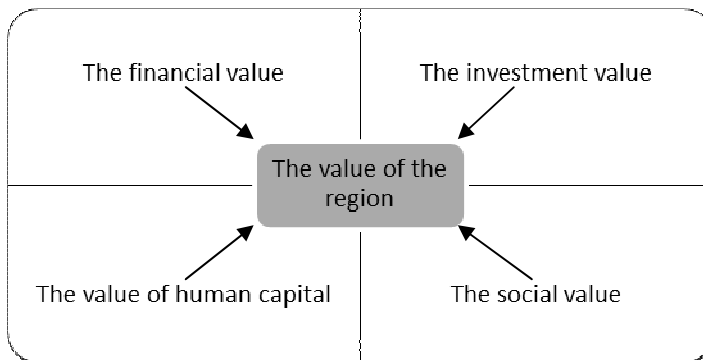 The financial value
The investment value
The value of the
region
The value of human capital
The social value